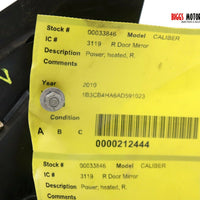 BIGGS MOTOR
Stock # 00033846 Model CALIBER
IC # 3119 R Door Mirror
Description Power, heated, R.
Comments.
Year 2010
1B3CB4HA6AD591023
Condition
A B C
0000212444
Stock # 00033846 Model CALIBER
IC # 3119 R Door Mirror
Description Power, heated, R.
Comments.